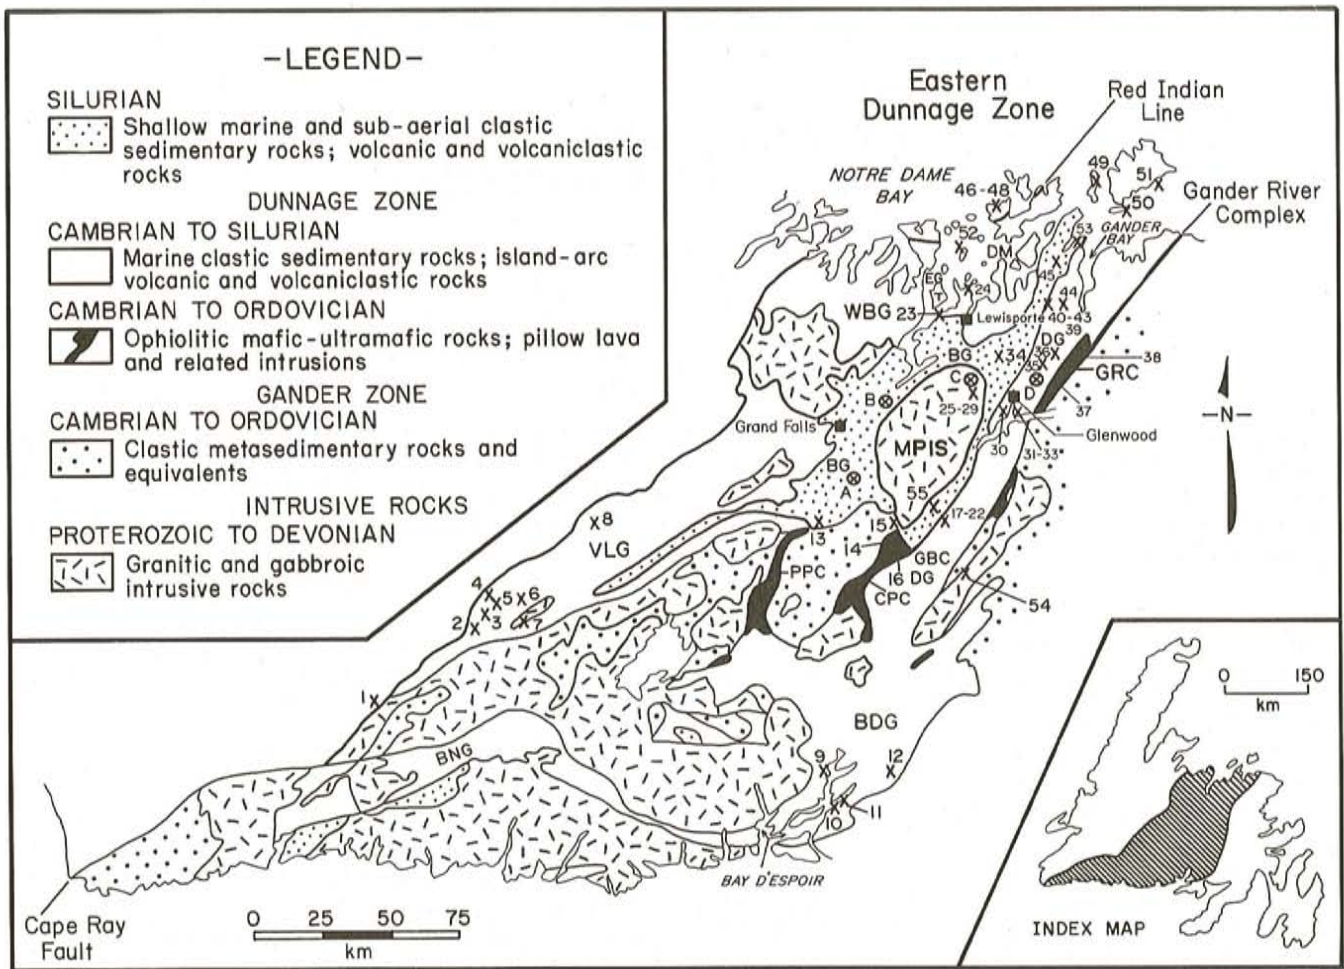 -LEGEND-
SILURIAN
Shallow marine and sub-aerial clastic
sedimentary rocks; volcanic and volcaniclastic
rocks
DUNNAGE ZONE
CAMBRIAN TO SILURIAN
Marine clastic sedimentary rocks; island-arc
volcanic and volcaniclastic rocks
CAMBRIAN TO ORDOVICIAN
Ophiolitic mafic-ultramafic rocks; pillow lava
and related intrusions
GANDER ZONE
CAMBRIAN TO ORDOVICIAN
Clastic metasedimentary rocks and
equivalents
INTRUSIVE ROCKS
PROTEROZOIC TO DEVONIAN
Granitic and gabbroic
intrusive rocks
Eastern
Dunnage Zone
Red Indian
Line
Gander River
Complex
NOTRE DAME
BAY
46-48
49
51
50
GANDER
BAY
52
53
DM
45
EG
T
24
44
WBG
23
Lewisporte
40-43
39
DG
BG
34
36
35
38
GRC
C
B
D
25-29
37
Grand Falls
Glenwood
MPIS
30
31-33
BG
A
55
17-22
13
15
14
GBC
16
DG
PPC
CPC
54
8
VLG
4
5
6
2
3
7
1
BNG
BDG
9
12
10
11
BAY D'ESPOIR
Cape Ray
Fault
0 25 50 75
km
N
0 150
km
INDEX MAP